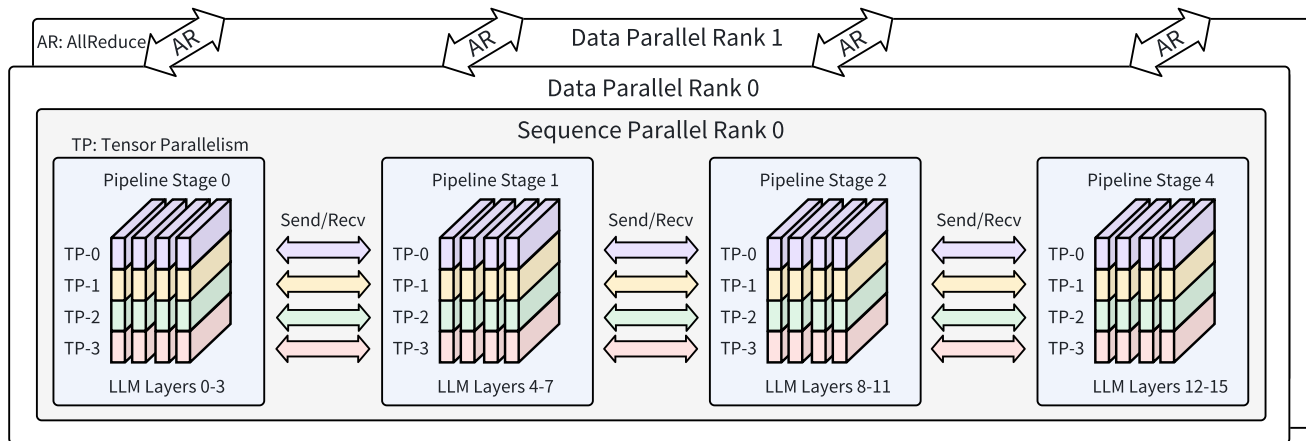 AR: AllReduce
AR
AR
AR
AR
Data Parallel Rank 1
Data Parallel Rank 0
Sequence Parallel Rank 0
TP: Tensor Parallelism
Pipeline Stage 0
TP-0
TP-1
TP-2
TP-3
LLM Layers 0-3
Send/Recv
Pipeline Stage 1
TP-0
TP-1
TP-2
TP-3
LLM Layers 4-7
Send/Recv
Pipeline Stage 2
TP-0
TP-1
TP-2
TP-3
LLM Layers 8-11
Send/Recv
Pipeline Stage 4
TP-0
TP-1
TP-2
TP-3
LLM Layers 12-15